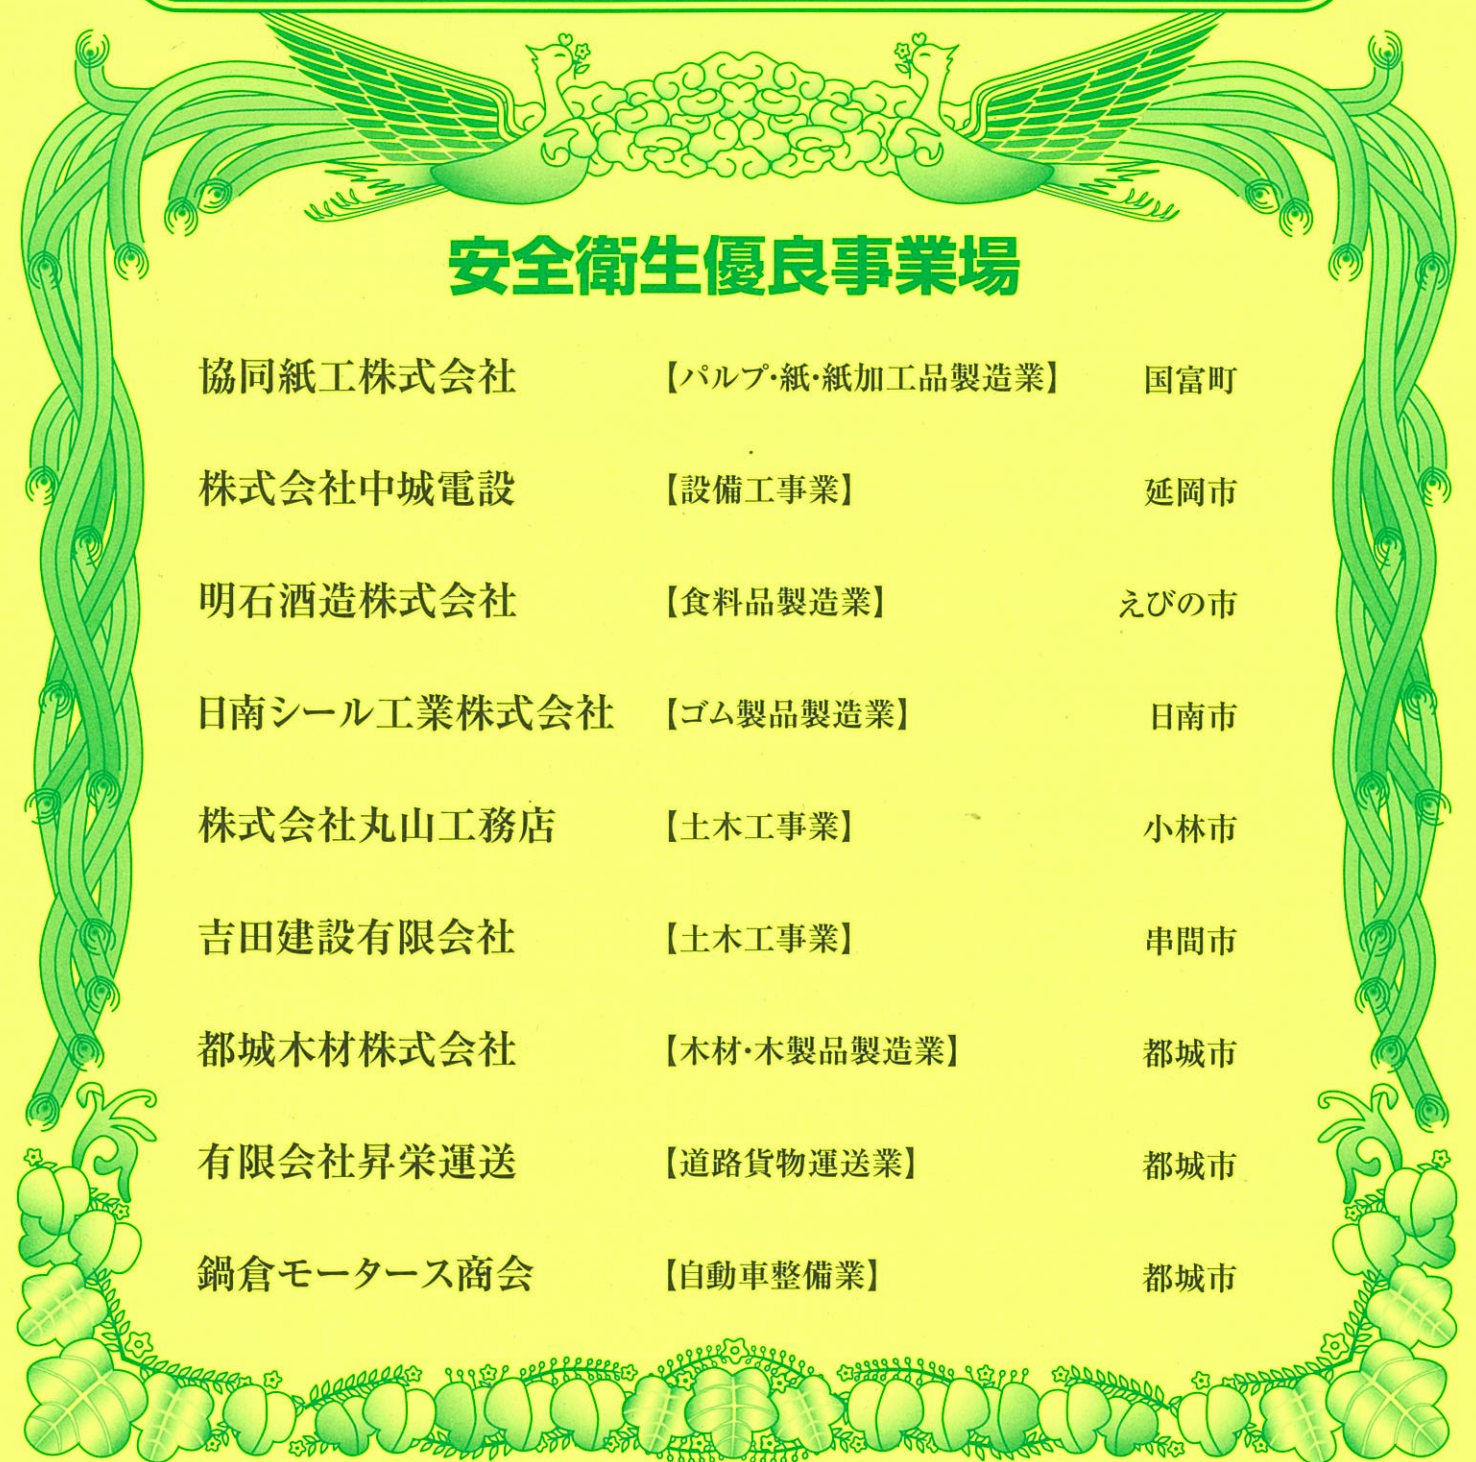 安全衛生優良事業場
協同紙工株式会社 【パルプ・紙・紙加工品製造業】 国富町
株式会社中城電設 【設備工事業】 延岡市
明石酒造株式会社 【食料品製造業】 えびの市
日南シール工業株式会社 【ゴム製品製造業】 日南市
株式会社丸山工務店 【土木工事業】 小林市
吉田建設有限会社 【土木工事業】 串間市
都城木材株式会社 【木材・木製品製造業】 都城市
有限会社昇栄運送 【道路貨物運送業】 都城市
鍋倉モータース商会 【自動車整備業】 都城市